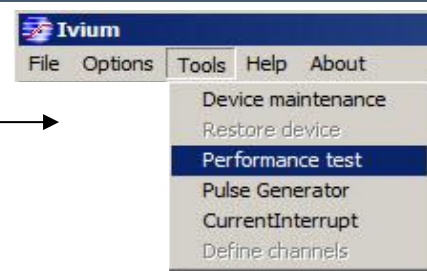 Ivium
File Options Tools Help About
Device maintenance
Restore device
Performance test
Pulse Generator
CurrentInterrupt
Define channels